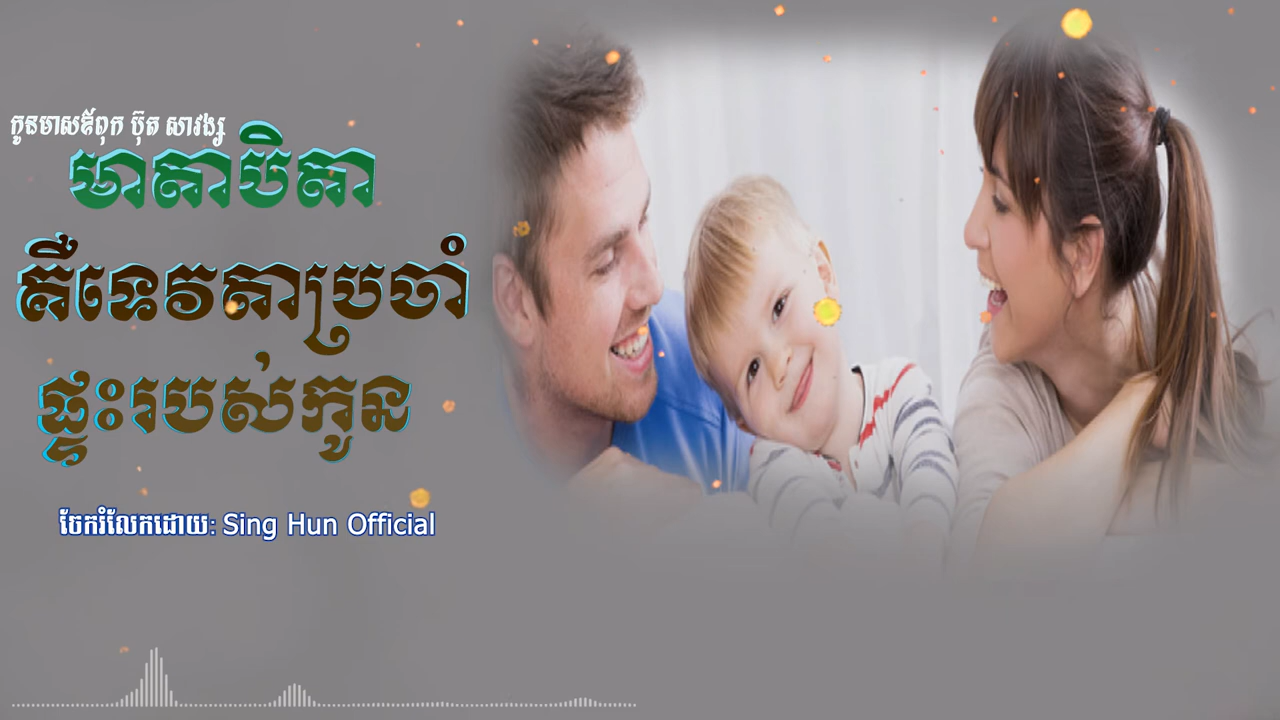 កូនមាសឪពុក ប៊ុត សាវង្ស
មាតាបិតា
គឺទេវតាប្រចាំ
ផ្ទះរបស់កូន
ចែករំលែកដោយ: Sing Hun Official